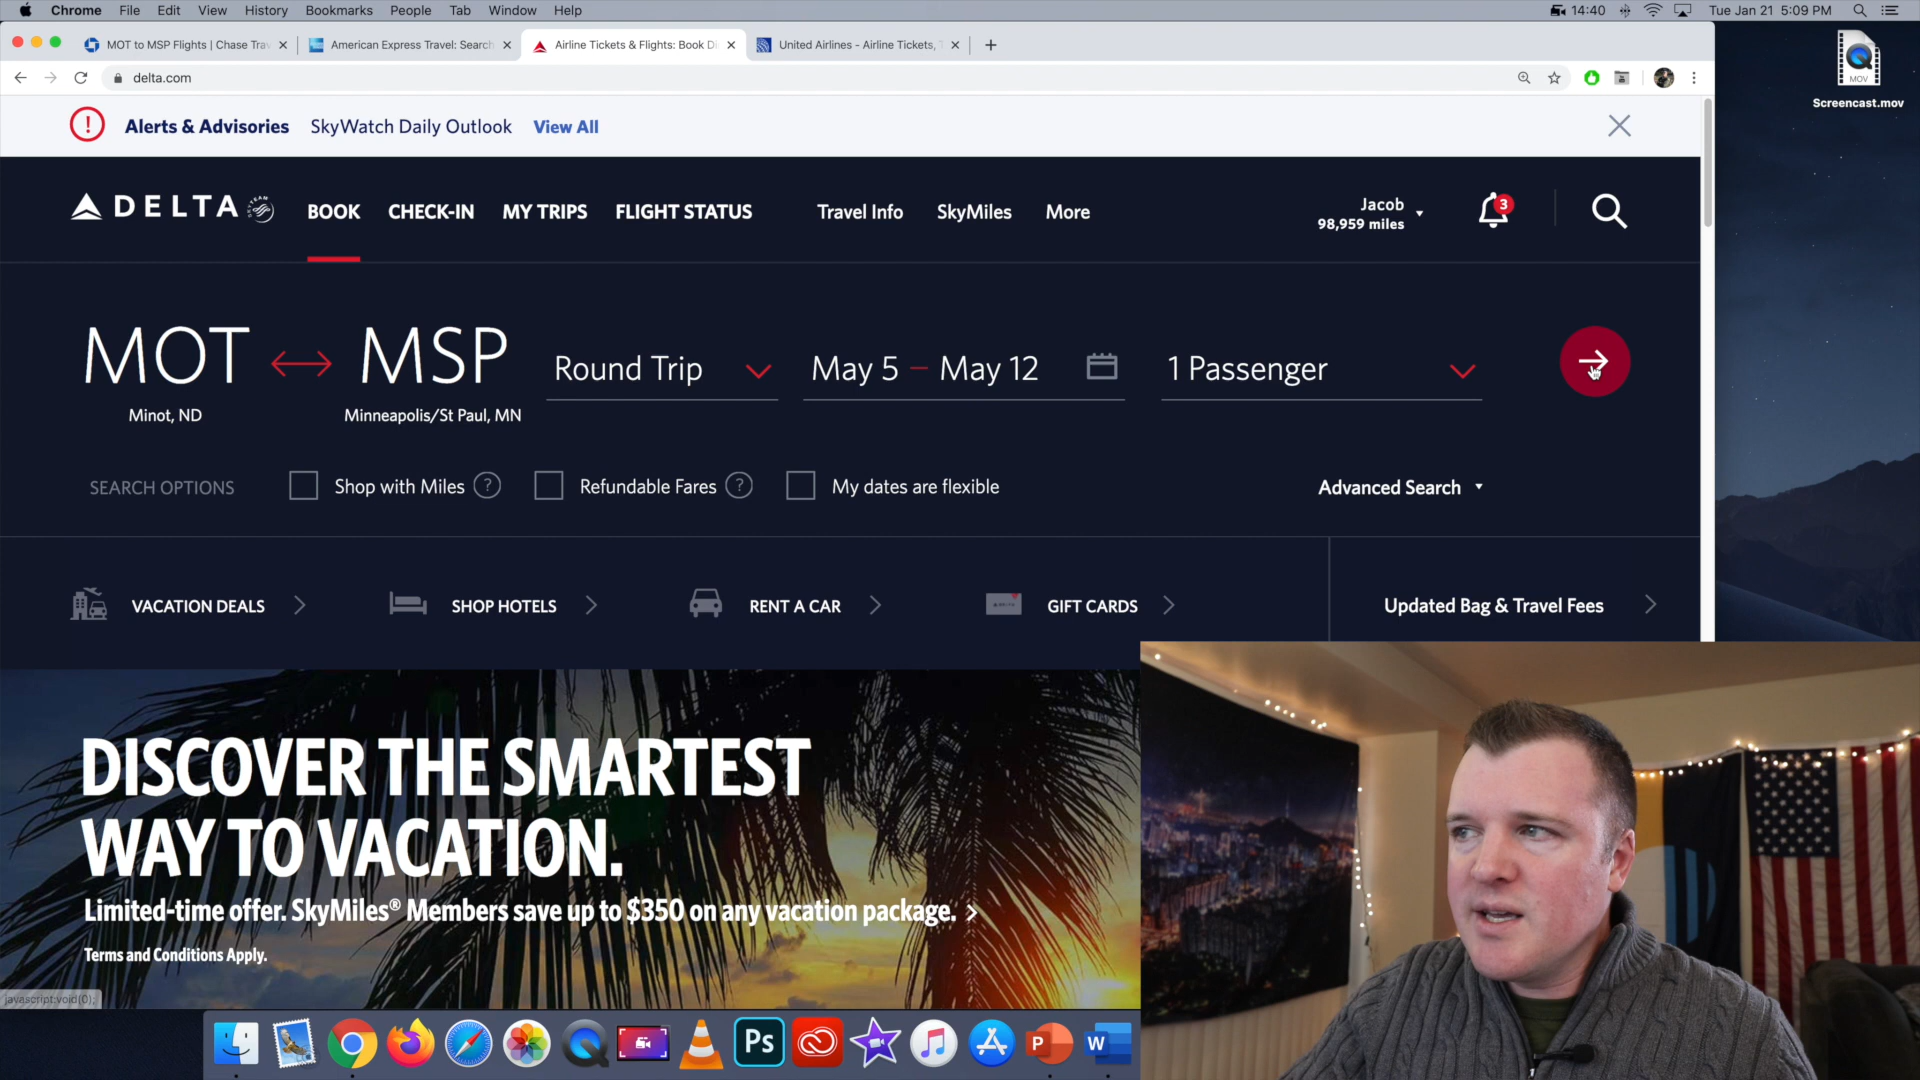 Chrome File Edit View History Bookmarks People Tab Window Help
14:40 Tue Jan 21 5:09 PM
MOT to MSP Flights | Chase Trav
American Express Travel: Search
Airline Tickets & Flights: Book Di
United Airlines - Airline Tickets, T
delta.com
MOV
Screencast.mov
! Alerts & Advisories SkyWatch Daily Outlook View All
DELTA SKYTEAM BOOK CHECK-IN MY TRIPS FLIGHT STATUS Travel Info SkyMiles More
Jacob
98,959 miles
3
MOT MSP Round Trip May 5 – May 12 1 Passenger
Minot, ND Minneapolis/St Paul, MN
SEARCH OPTIONS Shop with Miles ? Refundable Fares ? My dates are flexible Advanced Search
VACATION DEALS SHOP HOTELS RENT A CAR GIFT CARDS Updated Bag & Travel Fees
DISCOVER THE SMARTEST
WAY TO VACATION.
Limited-time offer. SkyMiles® Members save up to $350 on any vacation package.
Terms and Conditions Apply.
javascript:void(0);
Ps P W